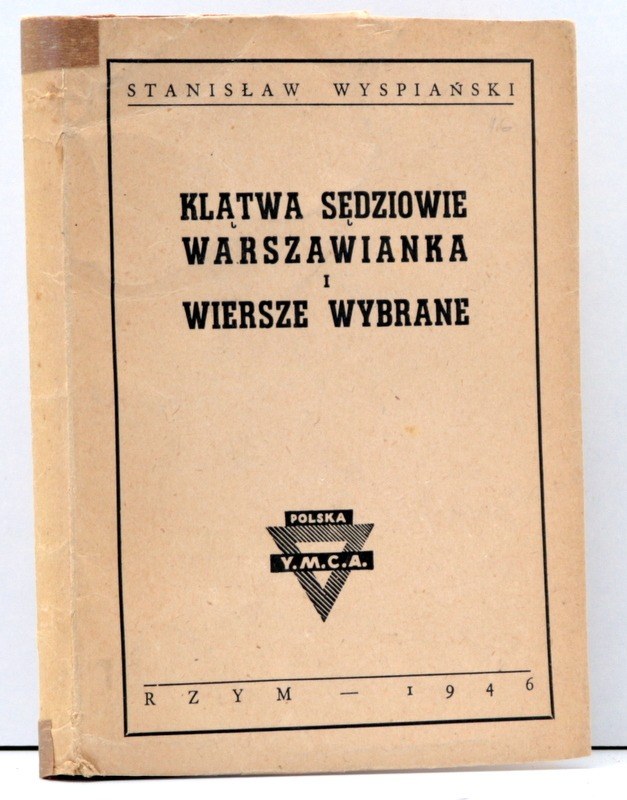 STANISŁAW WYSPIAŃSKI
KLĄTWA SĘDZIOWIE
WARSZAWIANKA
I
WIERSZE WYBRANE
POLSKA
Y.M.C.A.
RZYM — 1946